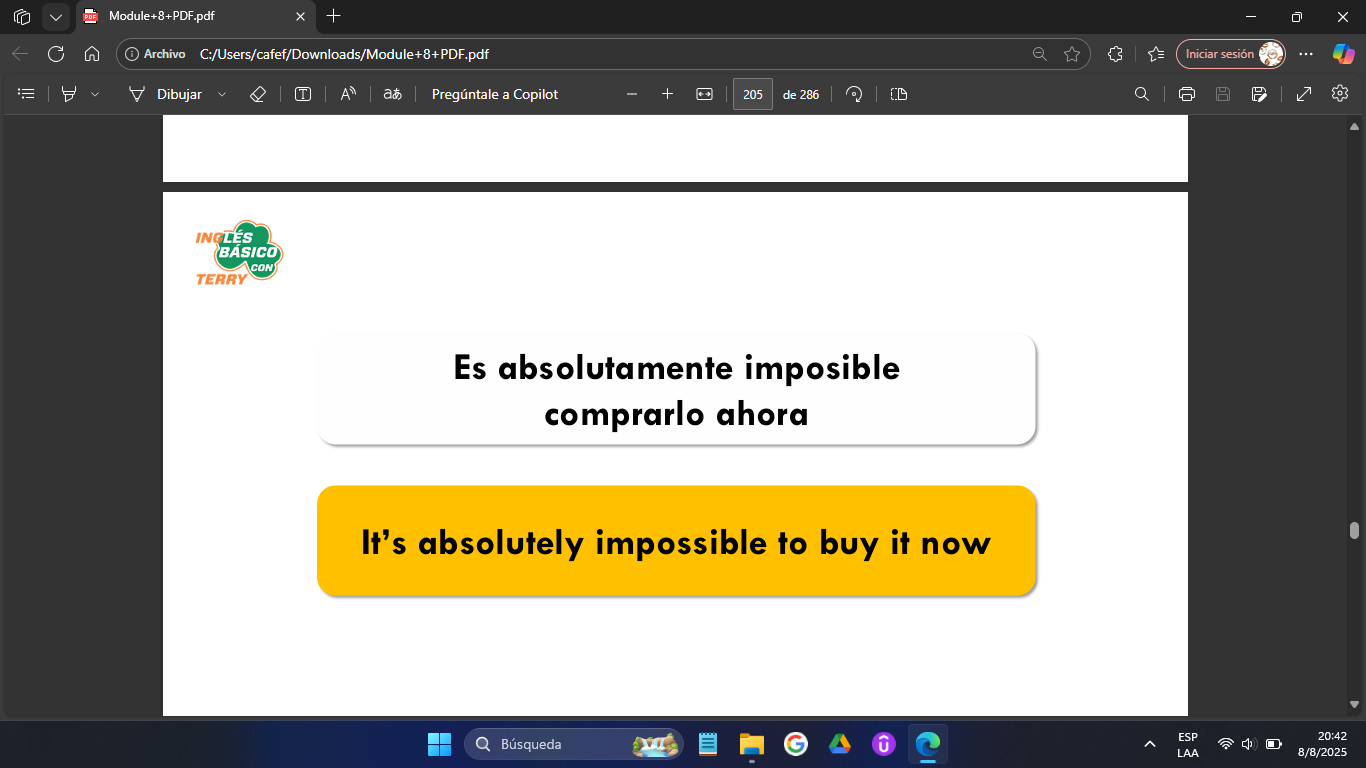 Module+8+PDF.pdf
Archivo C:/Users/cafef/Downloads/Module+8+PDF.pdf
Iniciar sesión
Dibujar
Pregúntale a Copilot
205 de 286
INGLÉS
BÁSICO
CON
TERRY
Es absolutamente imposible
comprarlo ahora
It’s absolutely impossible to buy it now
Búsqueda
ESP
LAA
20:42
8/8/2025